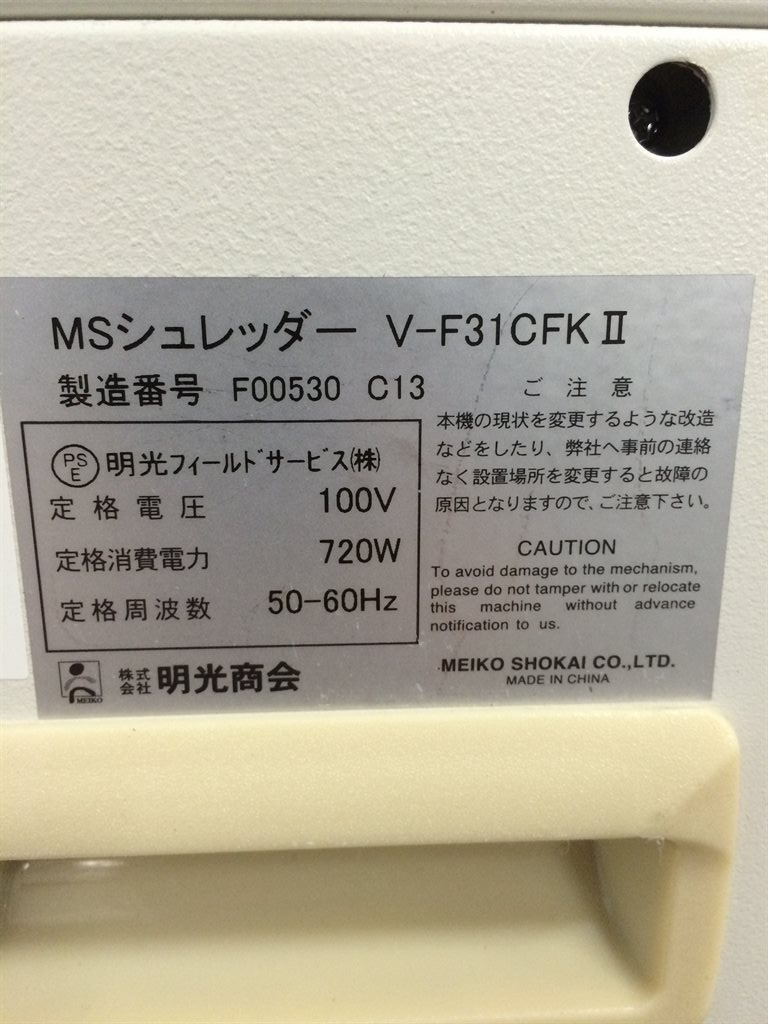 MSシュレッダー V-F31CFKⅡ
製造番号 F00530 C13
PS
E
明光フィールドサービス㈱
定格電圧 100V
定格消費電力 720W
定格周波数 50-60Hz
ご注意
本機の現状を変更するような改造
などをしたり、弊社へ事前の連絡
なく設置場所を変更すると故障の
原因となりますので、ご注意下さい。
CAUTION
To avoid damage to the mechanism,
please do not tamper with or relocate
this machine without advance
notification to us.
MEIKO
株式
会社
明光商会
MEIKO SHOKAI CO.,LTD.
MADE IN CHINA